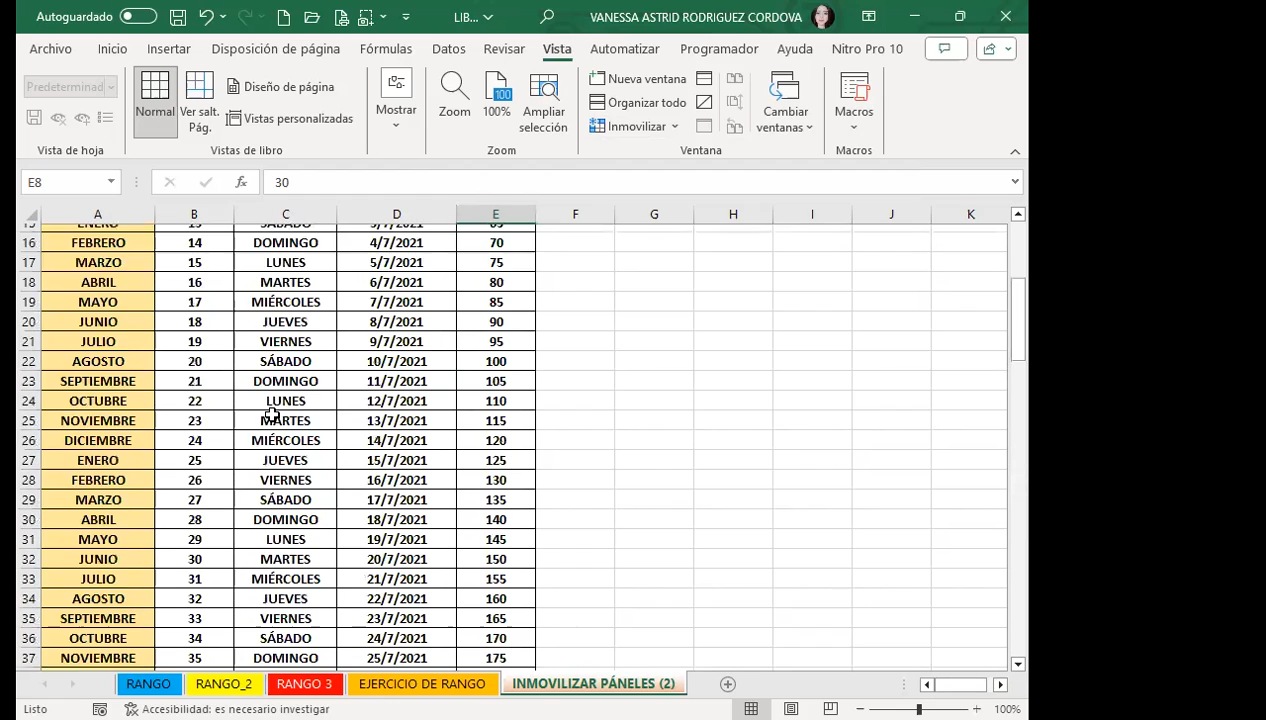 Autoguardado LIB... VANESSA ASTRID RODRIGUEZ CORDOVA
Archivo Inicio Insertar Disposición de página Fórmulas Datos Revisar Vista Automatizar Programador Ayuda Nitro Pro 10
Predeterminad
Normal
Ver salt. Pág.
Diseño de página
Vistas personalizadas
Mostrar
Zoom
100
100%
Ampliar selección
Nueva ventana
Organizar todo
Inmovilizar
Cambiar ventanas
Macros
Vista de hoja Vistas de libro Zoom Ventana Macros
E8 fx 30
A B C D E F G H I J K
16 FEBRERO 14 DOMINGO 4/7/2021 70
17 MARZO 15 LUNES 5/7/2021 75
18 ABRIL 16 MARTES 6/7/2021 80
19 MAYO 17 MIÉRCOLES 7/7/2021 85
20 JUNIO 18 JUEVES 8/7/2021 90
21 JULIO 19 VIERNES 9/7/2021 95
22 AGOSTO 20 SÁBADO 10/7/2021 100
23 SEPTIEMBRE 21 DOMINGO 11/7/2021 105
24 OCTUBRE 22 LUNES 12/7/2021 110
25 NOVIEMBRE 23 MARTES 13/7/2021 115
26 DICIEMBRE 24 MIÉRCOLES 14/7/2021 120
27 ENERO 25 JUEVES 15/7/2021 125
28 FEBRERO 26 VIERNES 16/7/2021 130
29 MARZO 27 SÁBADO 17/7/2021 135
30 ABRIL 28 DOMINGO 18/7/2021 140
31 MAYO 29 LUNES 19/7/2021 145
32 JUNIO 30 MARTES 20/7/2021 150
33 JULIO 31 MIÉRCOLES 21/7/2021 155
34 AGOSTO 32 JUEVES 22/7/2021 160
35 SEPTIEMBRE 33 VIERNES 23/7/2021 165
36 OCTUBRE 34 SÁBADO 24/7/2021 170
37 NOVIEMBRE 35 DOMINGO 25/7/2021 175
RANGO RANGO_2 RANGO 3 EJERCICIO DE RANGO INMOVILIZAR PÁNELES (2)
Listo Accesibilidad: es necesario investigar 100%